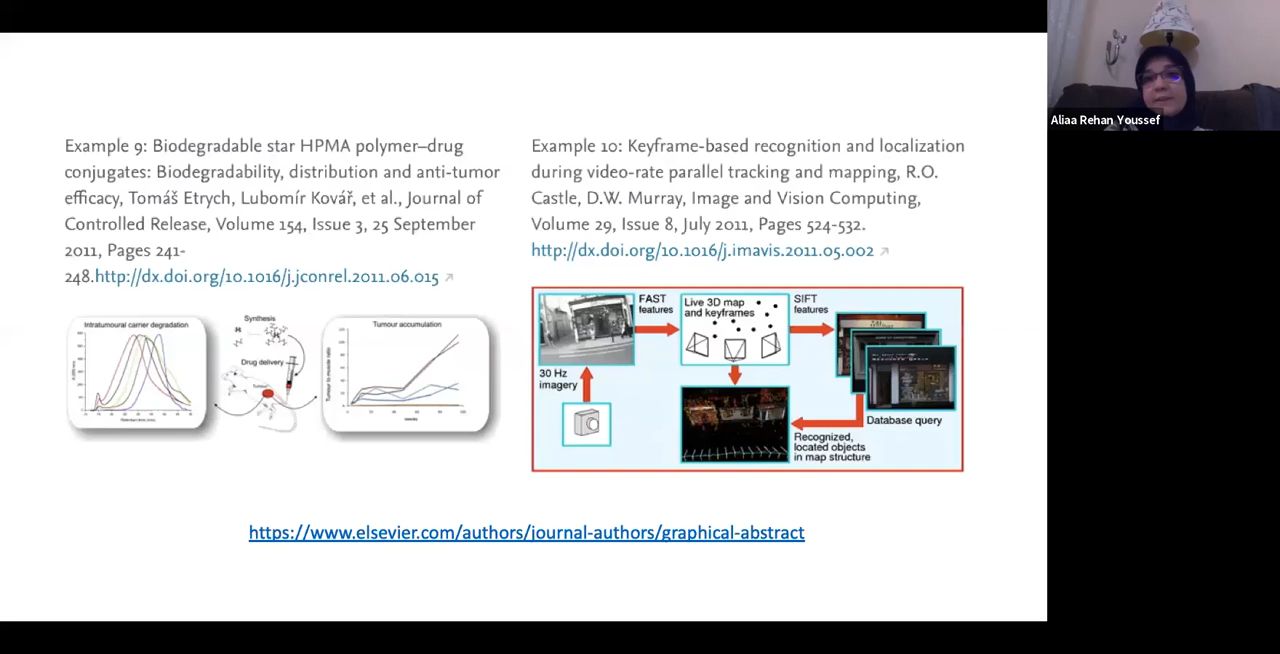 Aliaa Rehan Youssef
Example 9: Biodegradable star HPMA polymer–drug
conjugates: Biodegradability, distribution and anti-tumor
efficacy, Tomáš Etrych, Lubomír Kovář, et al., Journal of
Controlled Release, Volume 154, Issue 3, 25 September
2011, Pages 241-
248.http://dx.doi.org/10.1016/j.jconrel.2011.06.015
Intratumoural carrier degradation
Synthesis
Drug delivery
Tumour
Tumour accumulation
Tumour to muscle ratio
Example 10: Keyframe-based recognition and localization
during video-rate parallel tracking and mapping, R.O.
Castle, D.W. Murray, Image and Vision Computing,
Volume 29, Issue 8, July 2011, Pages 524-532.
http://dx.doi.org/10.1016/j.imavis.2011.05.002
FAST
features
Live 3D map
and keyframes
SIFT
features
30 Hz
imagery
Database query
Recognized,
located objects
in map structure
https://www.elsevier.com/authors/journal-authors/graphical-abstract